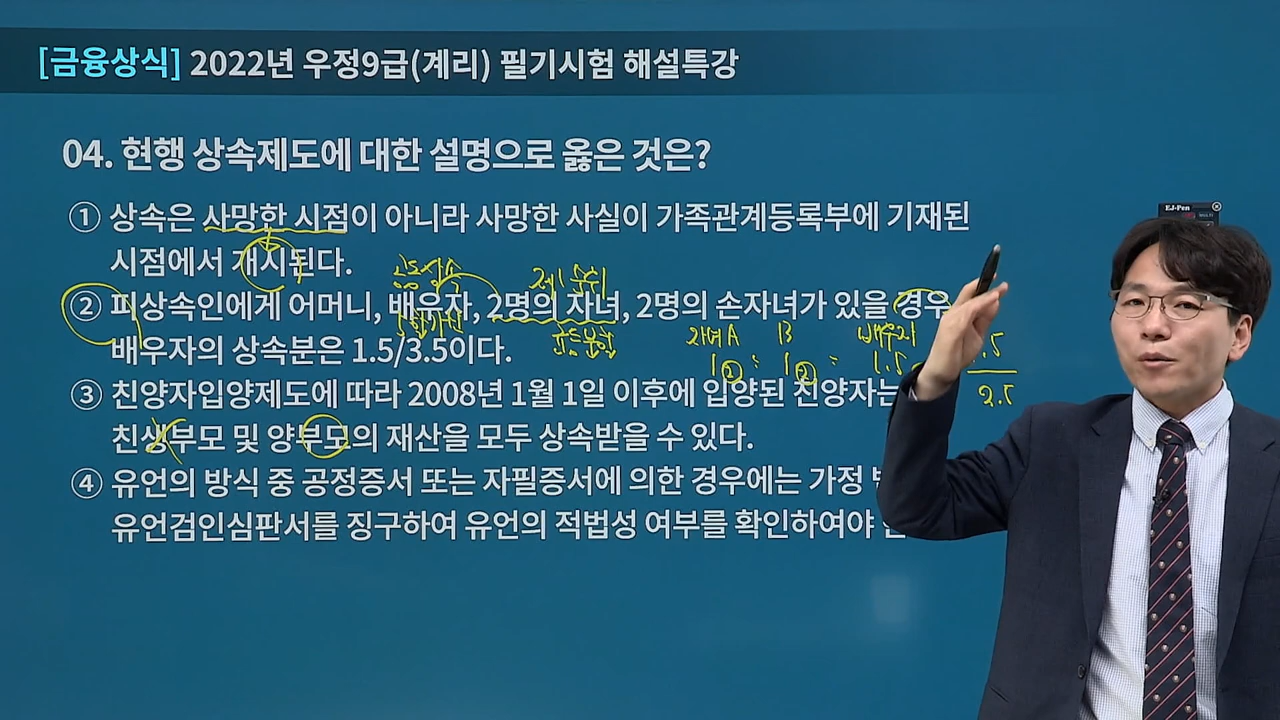 [금융상식] 2022년 우정9급(계리) 필기시험 해설특강
04. 현행 상속제도에 대한 설명으로 옳은 것은?
① 상속은 사망한 시점이 아니라 사망한 사실이 가족관계등록부에 기재된
시점에서 개시된다.
② 피상속인에게 어머니, 배우자, 2명의 자녀, 2명의 손자녀가 있을 경우
배우자의 상속분은 1.5/3.5이다.
자녀A B 배우자
1 : 1 : 1.5
2 2
2.5
③ 친양자입양제도에 따라 2008년 1월 1일 이후에 입양된 친양자는
친생부모 및 양부모의 재산을 모두 상속받을 수 있다.
④ 유언의 방식 중 공정증서 또는 자필증서에 의한 경우에는 가정
유언검인심판서를 징구하여 유언의 적법성 여부를 확인하여야
EJ-Pen